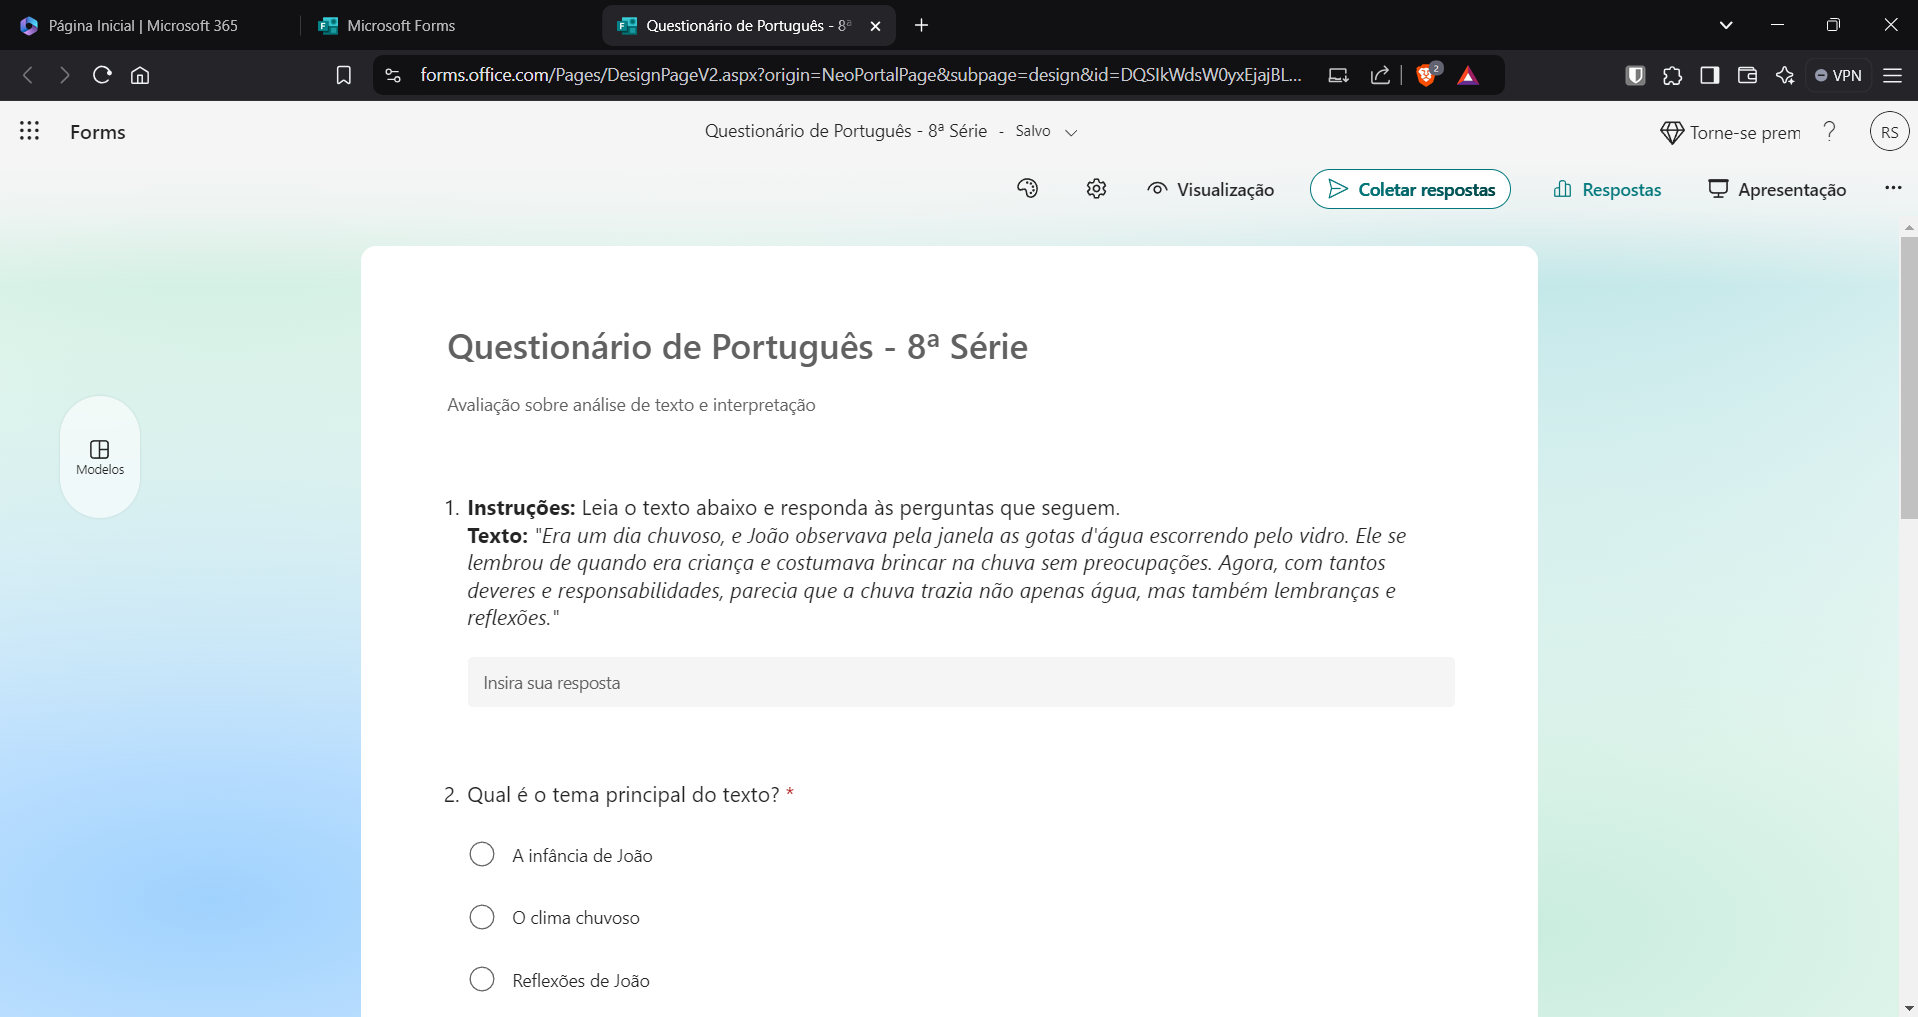 Página Inicial | Microsoft 365
Microsoft Forms
Questionário de Português - 8ª
forms.office.com/Pages/DesignPageV2.aspx?origin=NeoPortalPage&subpage=design&id=DQSIkWdsW0yxEjajBL...
2
VPN
Forms
Questionário de Português - 8ª Série - Salvo
Torne-se prem
?
RS
Visualização
Coletar respostas
Respostas
Apresentação
Modelos
Questionário de Português - 8ª Série
Avaliação sobre análise de texto e interpretação
1. Instruções: Leia o texto abaixo e responda às perguntas que seguem.
Texto: "Era um dia chuvoso, e João observava pela janela as gotas d'água escorrendo pelo vidro. Ele se
lembrou de quando era criança e costumava brincar na chuva sem preocupações. Agora, com tantos
deveres e responsabilidades, parecia que a chuva trazia não apenas água, mas também lembranças e
reflexões."
Insira sua resposta
2. Qual é o tema principal do texto? *
A infância de João
O clima chuvoso
Reflexões de João